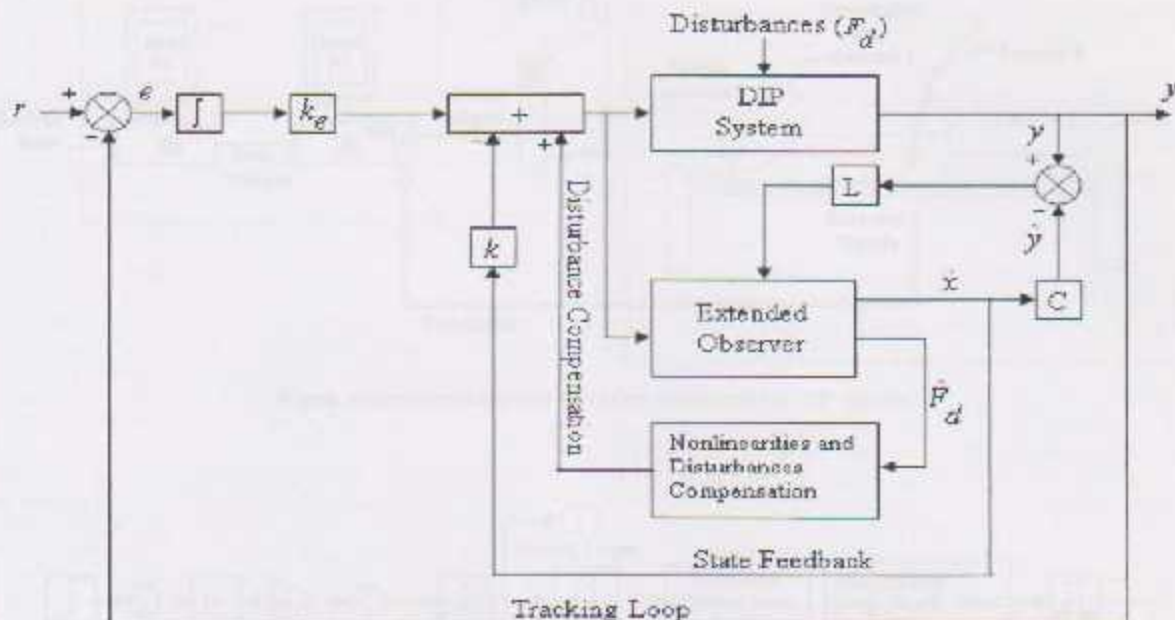 Disturbances (F_d)
r
+
−
e
∫
k_e
+
−
+
DIP
System
y
y
+
−
L
ŷ
k
Disturbance Compensation
Extended
Observer
x̂
C
F̂_d
Nonlinearities and
Disturbances
Compensation
State Feedback
Tracking Loop